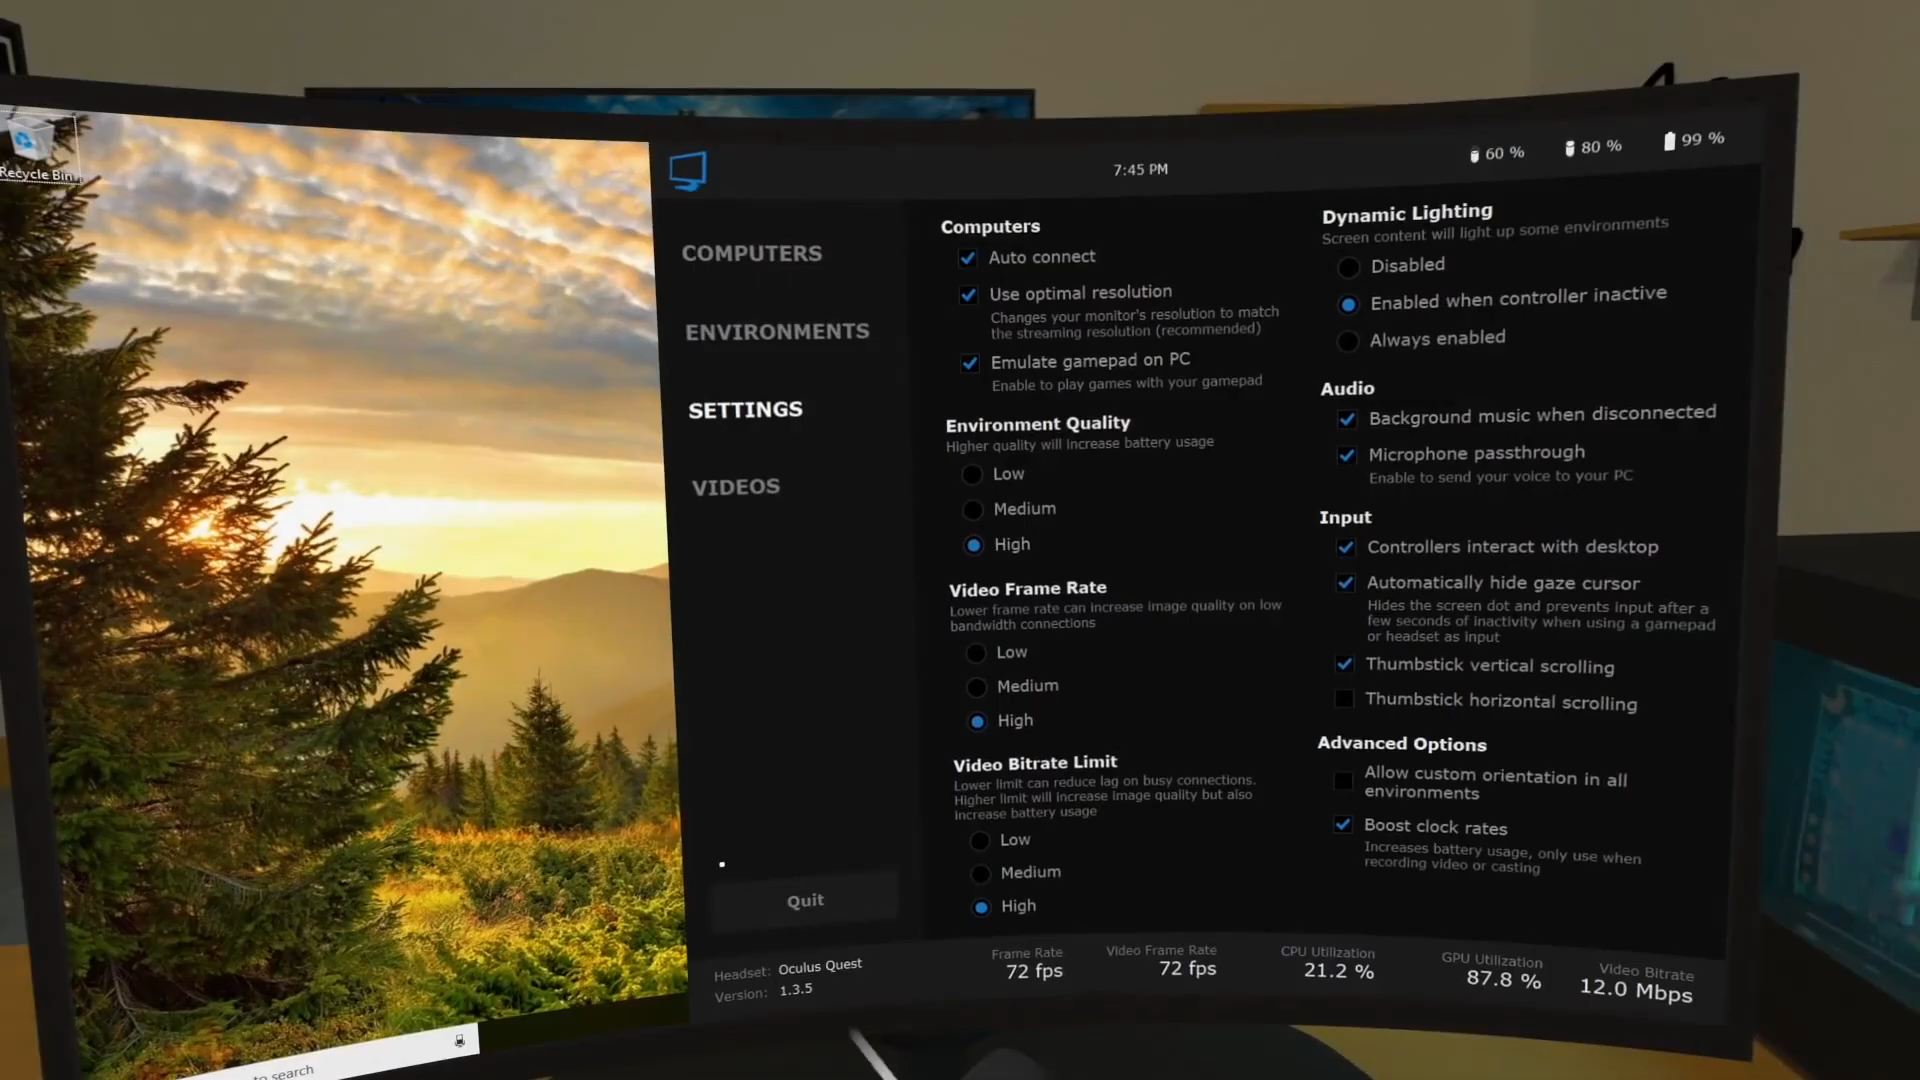 Recycle Bin
to search
7:45 PM
60 %
80 %
99 %
COMPUTERS
ENVIRONMENTS
SETTINGS
VIDEOS
Quit
Headset: Oculus Quest
Version: 1.3.5
Computers
Auto connect
Use optimal resolution
Changes your monitor's resolution to match
the streaming resolution (recommended)
Emulate gamepad on PC
Enable to play games with your gamepad
Environment Quality
Higher quality will increase battery usage
Low
Medium
High
Video Frame Rate
Lower frame rate can increase image quality on low
bandwidth connections
Low
Medium
High
Video Bitrate Limit
Lower limit can reduce lag on busy connections.
Higher limit will increase image quality but also
increase battery usage
Low
Medium
High
Dynamic Lighting
Screen content will light up some environments
Disabled
Enabled when controller inactive
Always enabled
Audio
Background music when disconnected
Microphone passthrough
Enable to send your voice to your PC
Input
Controllers interact with desktop
Automatically hide gaze cursor
Hides the screen dot and prevents input after a
few seconds of inactivity when using a gamepad
or headset as input
Thumbstick vertical scrolling
Thumbstick horizontal scrolling
Advanced Options
Allow custom orientation in all
environments
Boost clock rates
Increases battery usage, only use when
recording video or casting
Frame Rate
72 fps
Video Frame Rate
72 fps
CPU Utilization
21.2 %
GPU Utilization
87.8 %
Video Bitrate
12.0 Mbps